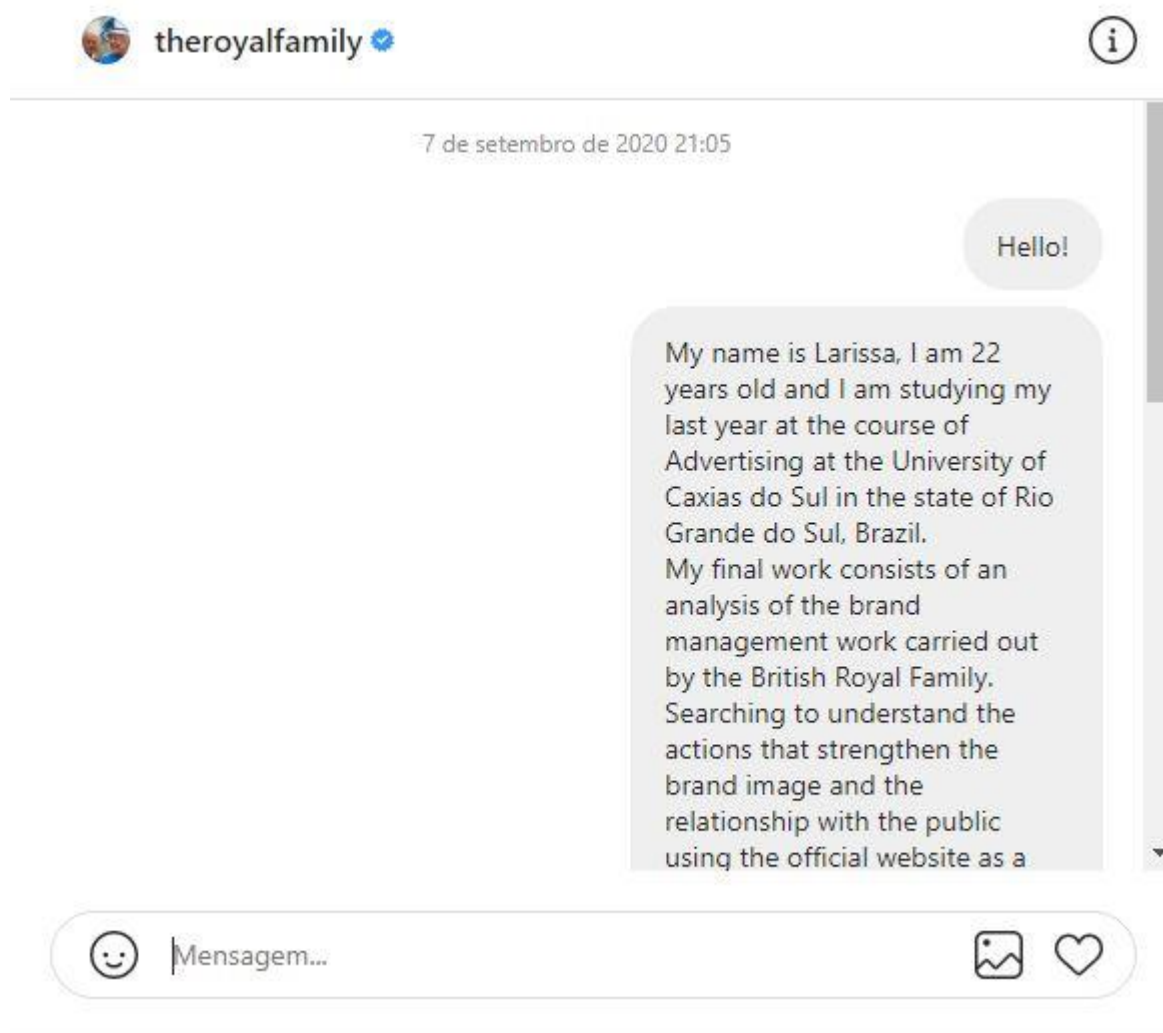 theroyalfamily
7 de setembro de 2020 21:05
Hello!
My name is Larissa, I am 22
years old and I am studying my
last year at the course of
Advertising at the University of
Caxias do Sul in the state of Rio
Grande do Sul, Brazil.
My final work consists of an
analysis of the brand
management work carried out
by the British Royal Family.
Searching to understand the
actions that strengthen the
brand image and the
relationship with the public
using the official website as a
Mensagem...